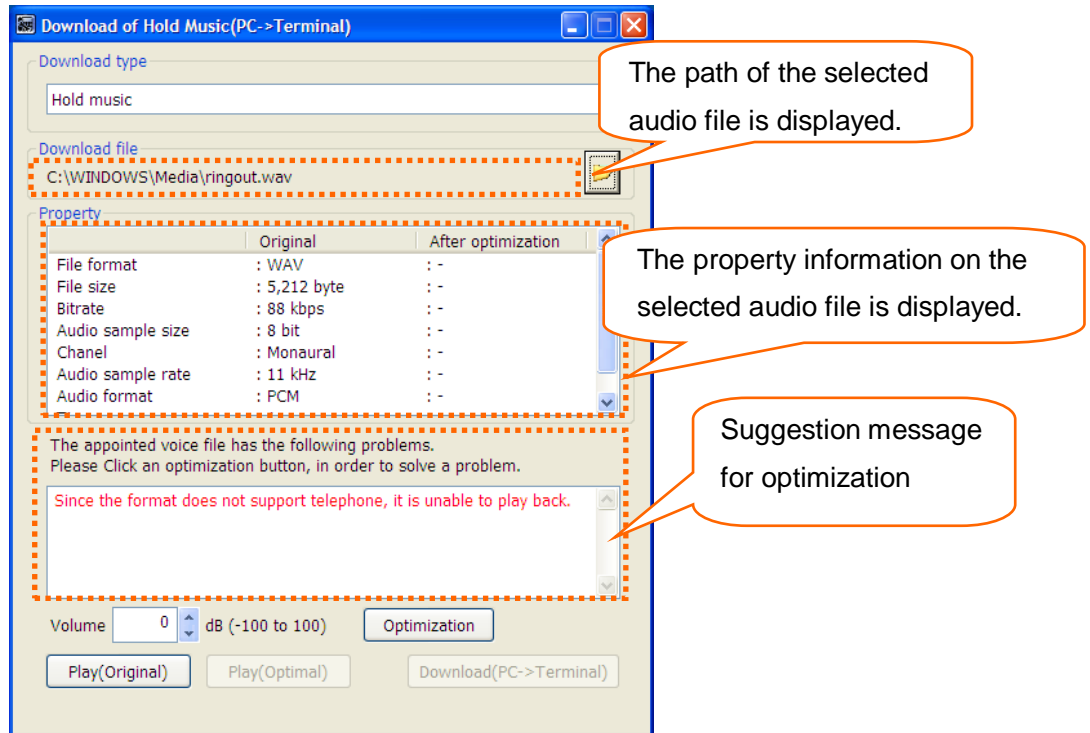 Download of Hold Music(PC->Terminal)
Download type
Hold music
The path of the selected
audio file is displayed.
Download file
C:\WINDOWS\Media\ringout.wav
Property
Original After optimization
File format : WAV : -
File size : 5,212 byte : -
Bitrate : 88 kbps : -
Audio sample size : 8 bit : -
Chanel : Monaural : -
Audio sample rate : 11 kHz : -
Audio format : PCM : -
The property information on the
selected audio file is displayed.
The appointed voice file has the following problems.
Please Click an optimization button, in order to solve a problem.
Since the format does not support telephone, it is unable to play back.
Suggestion message
for optimization
Volume 0 dB (-100 to 100) Optimization
Play(Original) Play(Optimal) Download(PC->Terminal)